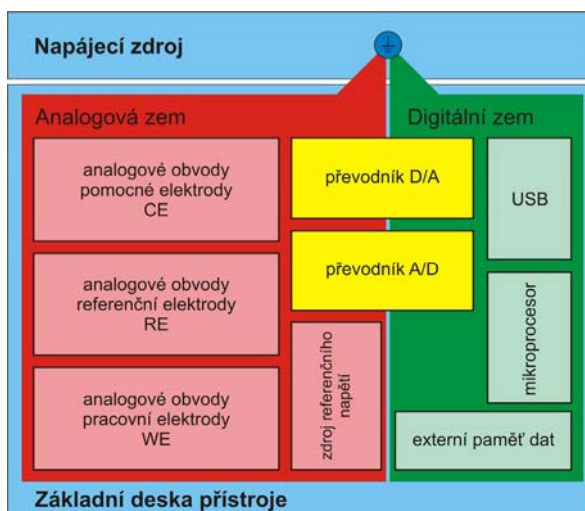 Napájecí zdroj
Analogová zem
Digitální zem
analogové obvody
pomocné elektrody
CE
převodník D/A
USB
analogové obvody
referenční elektrody
RE
převodník A/D
mikroprocesor
analogové obvody
pracovní elektrody
WE
zdroj referenčního
napětí
externí paměť dat
Základní deska přístroje